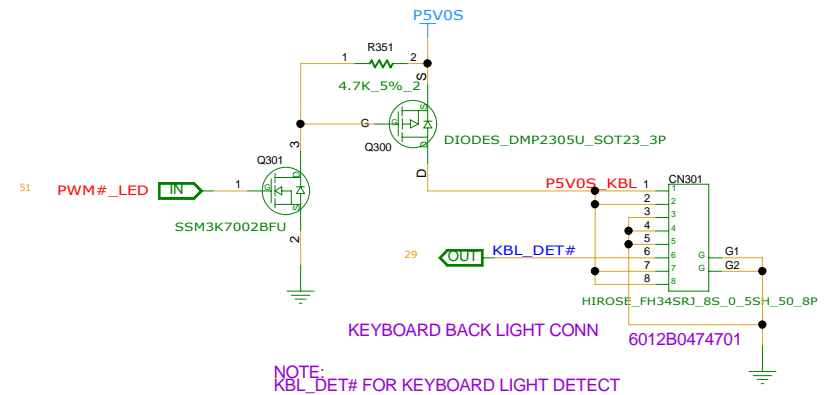 P5V0S
R351
1
2
S
4.7K_5%_2
G
G
S
D
Q300
DIODES_DMP2305U_SOT23_3P
D
3
Q301
D
G
S
51
PWM#_LED
IN
1
SSM3K7002BFU
2
P5V0S_KBL
CN301
1
1
2
2
3
3
4
4
5
5
6
6
7
7
8
8
G
G1
G
G2
29
OUT
KBL_DET#
HIROSE_FH34SRJ_8S_0_5SH_50_8P
KEYBOARD BACK LIGHT CONN
6012B0474701
NOTE:
KBL_DET# FOR KEYBOARD LIGHT DETECT